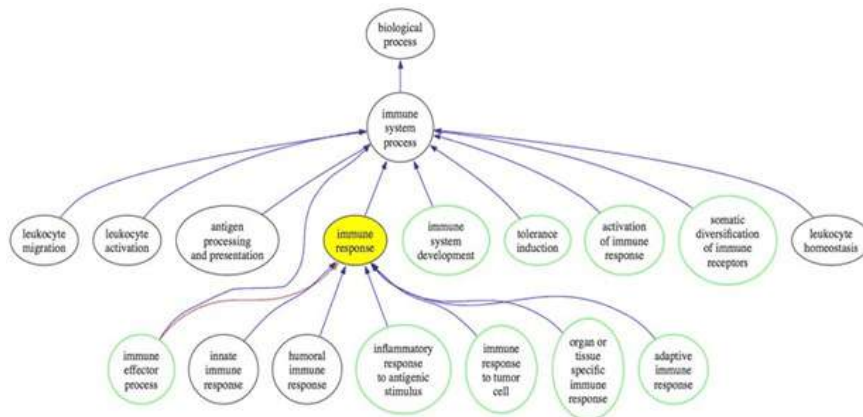 biological
process
immune
system
process
leukocyte
migration
leukocyte
activation
antigen
processing
and presentation
immune
response
immune
system
development
tolerance
induction
activation
of immune
response
somatic
diversification
of immune
receptors
leukocyte
homeostasis
immune
effector
process
innate
immune
response
humoral
immune
response
inflammatory
response
to antigenic
stimulus
immune
response
to tumor
cell
organ or
tissue
specific
immune
response
adaptive
immune
response